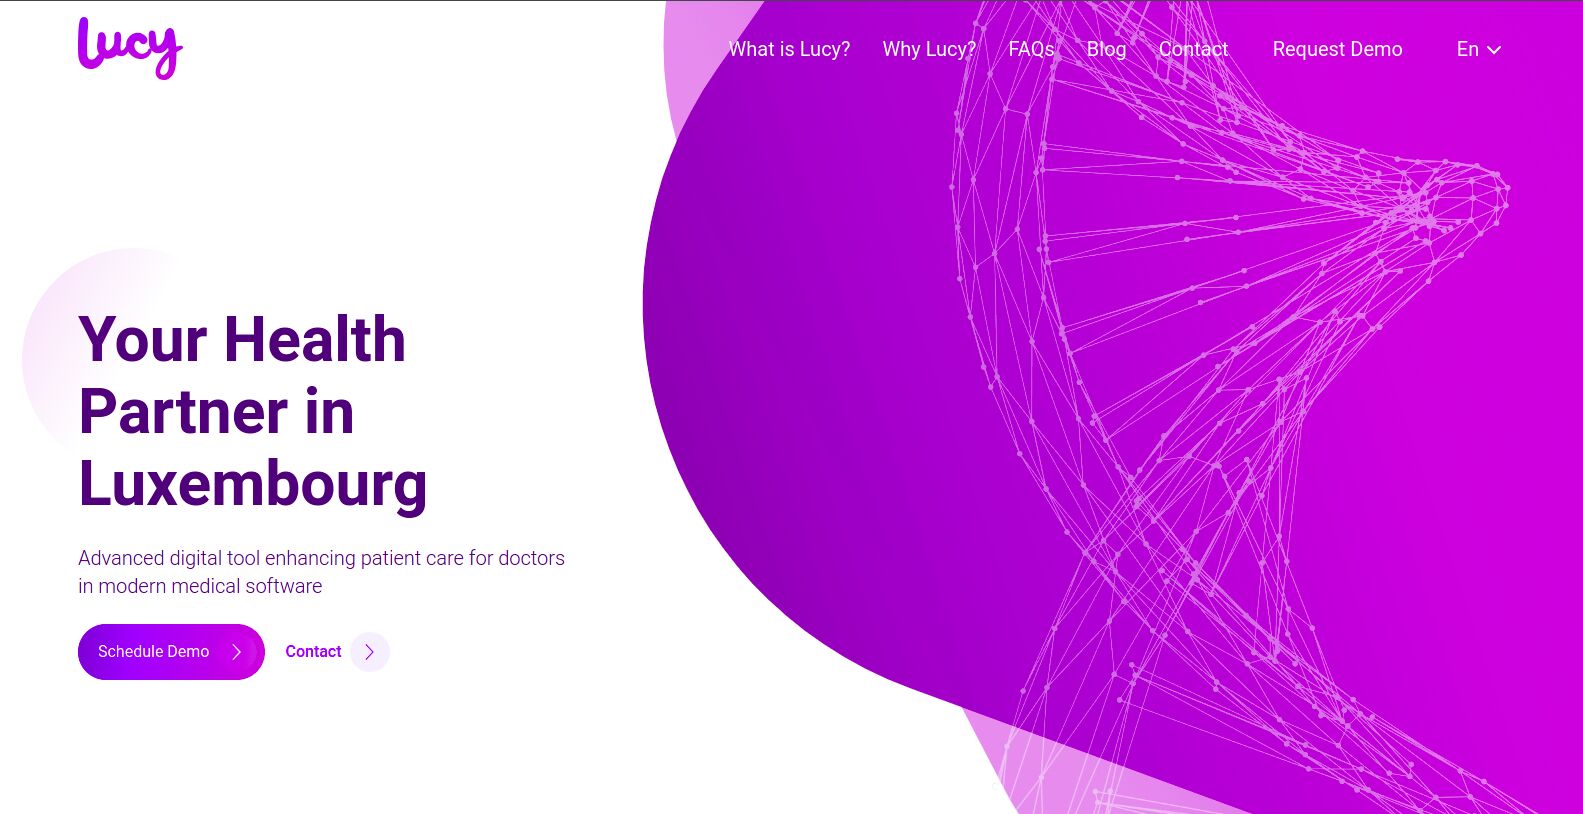 Lucy
What is Lucy? Why Lucy? FAQs Blog Contact Request Demo En
Your Health
Partner in
Luxembourg
Advanced digital tool enhancing patient care for doctors
in modern medical software
Schedule Demo Contact